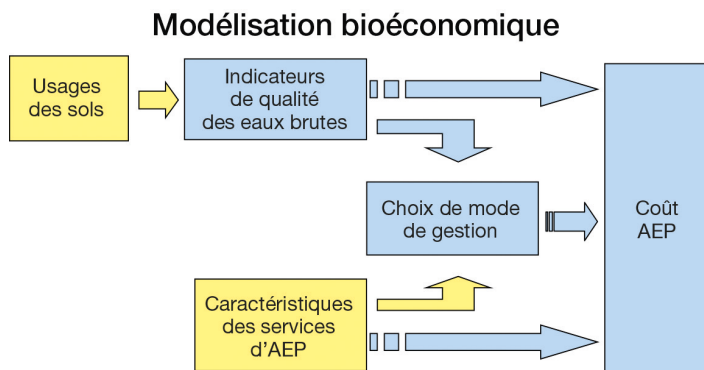 Modélisation bioéconomique
Usages
des sols
Indicateurs
de qualité
des eaux brutes
Choix de mode
de gestion
Coût
AEP
Caractéristiques
des services
d'AEP